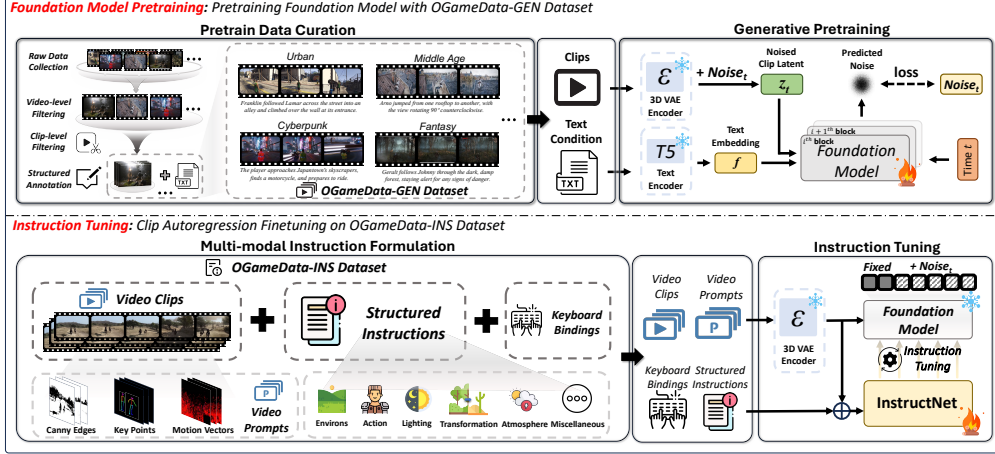 Foundation Model Pretraining: Pretraining Foundation Model with OGameData-GEN Dataset
Pretrain Data Curation
Raw Data
Collection
Video-level
Filtering
Clip-level
Filtering
Structured
Annotation
TXT
Urban
Franklin followed Lamar across the street into an
alley and climbed over the wall at its entrance.
Middle Age
Arno jumped from one rooftop to another, with
the view rotating 90° counterclockwise.
Cyberpunk
The player approaches Japantown's skyscrapers,
finds a motorcycle, and prepares to ride.
Fantasy
Geralt follows Johnny through the dark, damp
forest, staying alert for any signs of danger.
OGameData-GEN Dataset
Clips
Text
Condition
TXT
Generative Pretraining
ε
3D VAE
Encoder
+ Noise_t
Noised
Clip Latent
z_t
Predicted
Noise
loss
Noise_t
T5
Text
Encoder
Text
Embedding
f
i + 1^th block
i^th block
Foundation
Model
Time t
Instruction Tuning: Clip Autoregression Finetuning on OGameData-INS Dataset
Multi-modal Instruction Formulation
OGameData-INS Dataset
Video Clips
Structured
Instructions
Keyboard
Bindings
Canny Edges
Key Points
Motion Vectors
P
Video
Prompts
Environs
Action
Lighting
Transformation
Atmosphere
Miscellaneous
Video
Clips
Video
Prompts
P
Keyboard
Bindings
Structured
Instructions
Instruction Tuning
Fixed
+ Noise_t
ε
3D VAE
Encoder
Foundation
Model
Instruction
Tuning
InstructNet